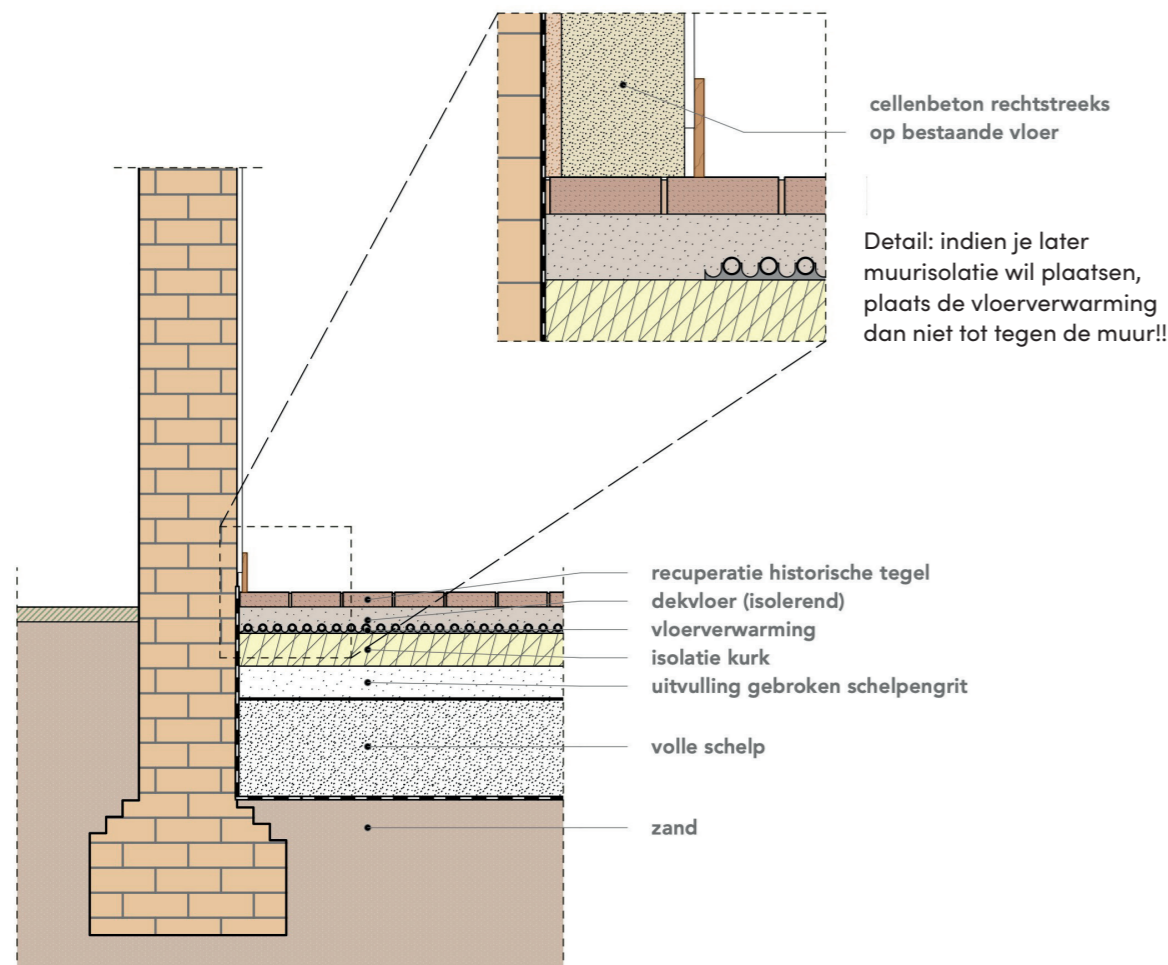 cellenbeton rechtstreeks
op bestaande vloer
Detail: indien je later
muurisolatie wil plaatsen,
plaats de vloerverwarming
dan niet tot tegen de muur!!
recuperatie historische tegel
dekvloer (isolerend)
vloerverwarming
isolatie kurk
uitvulling gebroken schelpengrit
volle schelp
zand